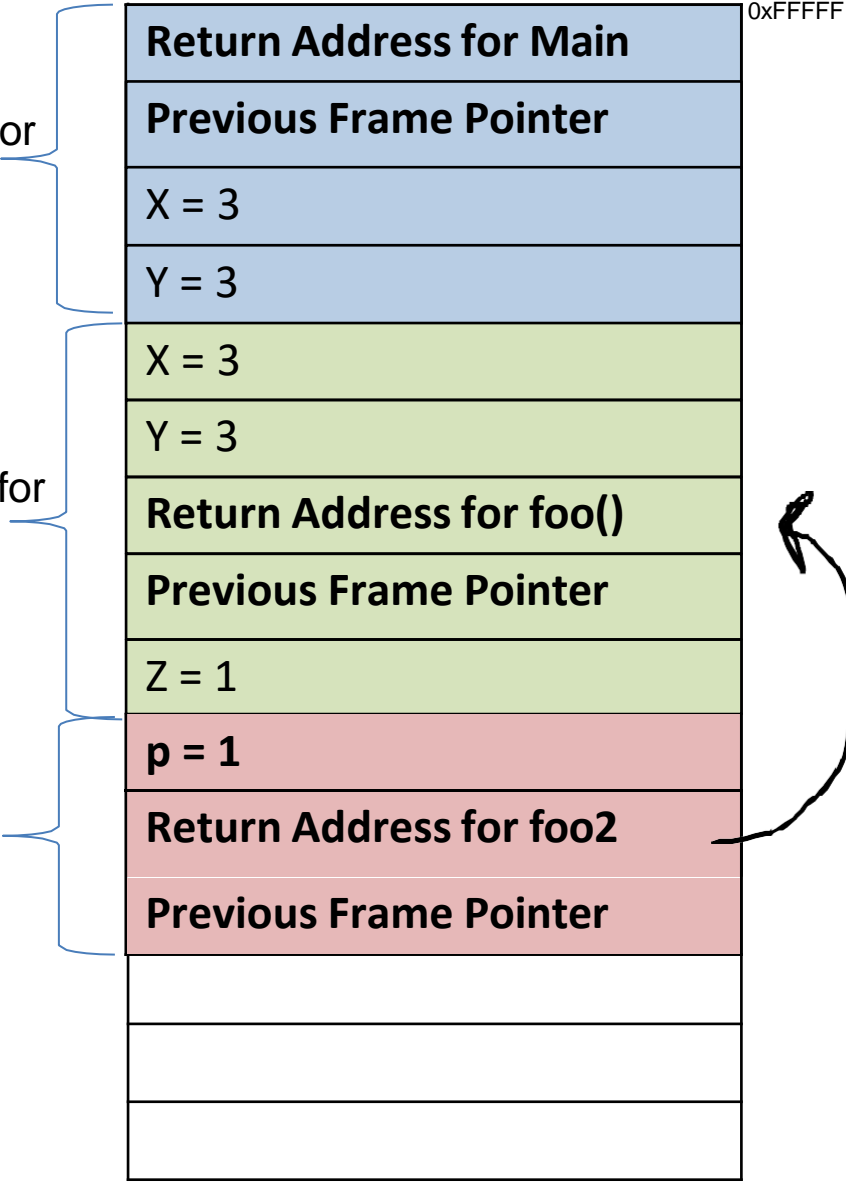 0xFFFFF
Return Address for Main
Previous Frame Pointer
or
X = 3
Y = 3
X = 3
Y = 3
for
Return Address for foo()
Previous Frame Pointer
Z = 1
p = 1
Return Address for foo2
Previous Frame Pointer